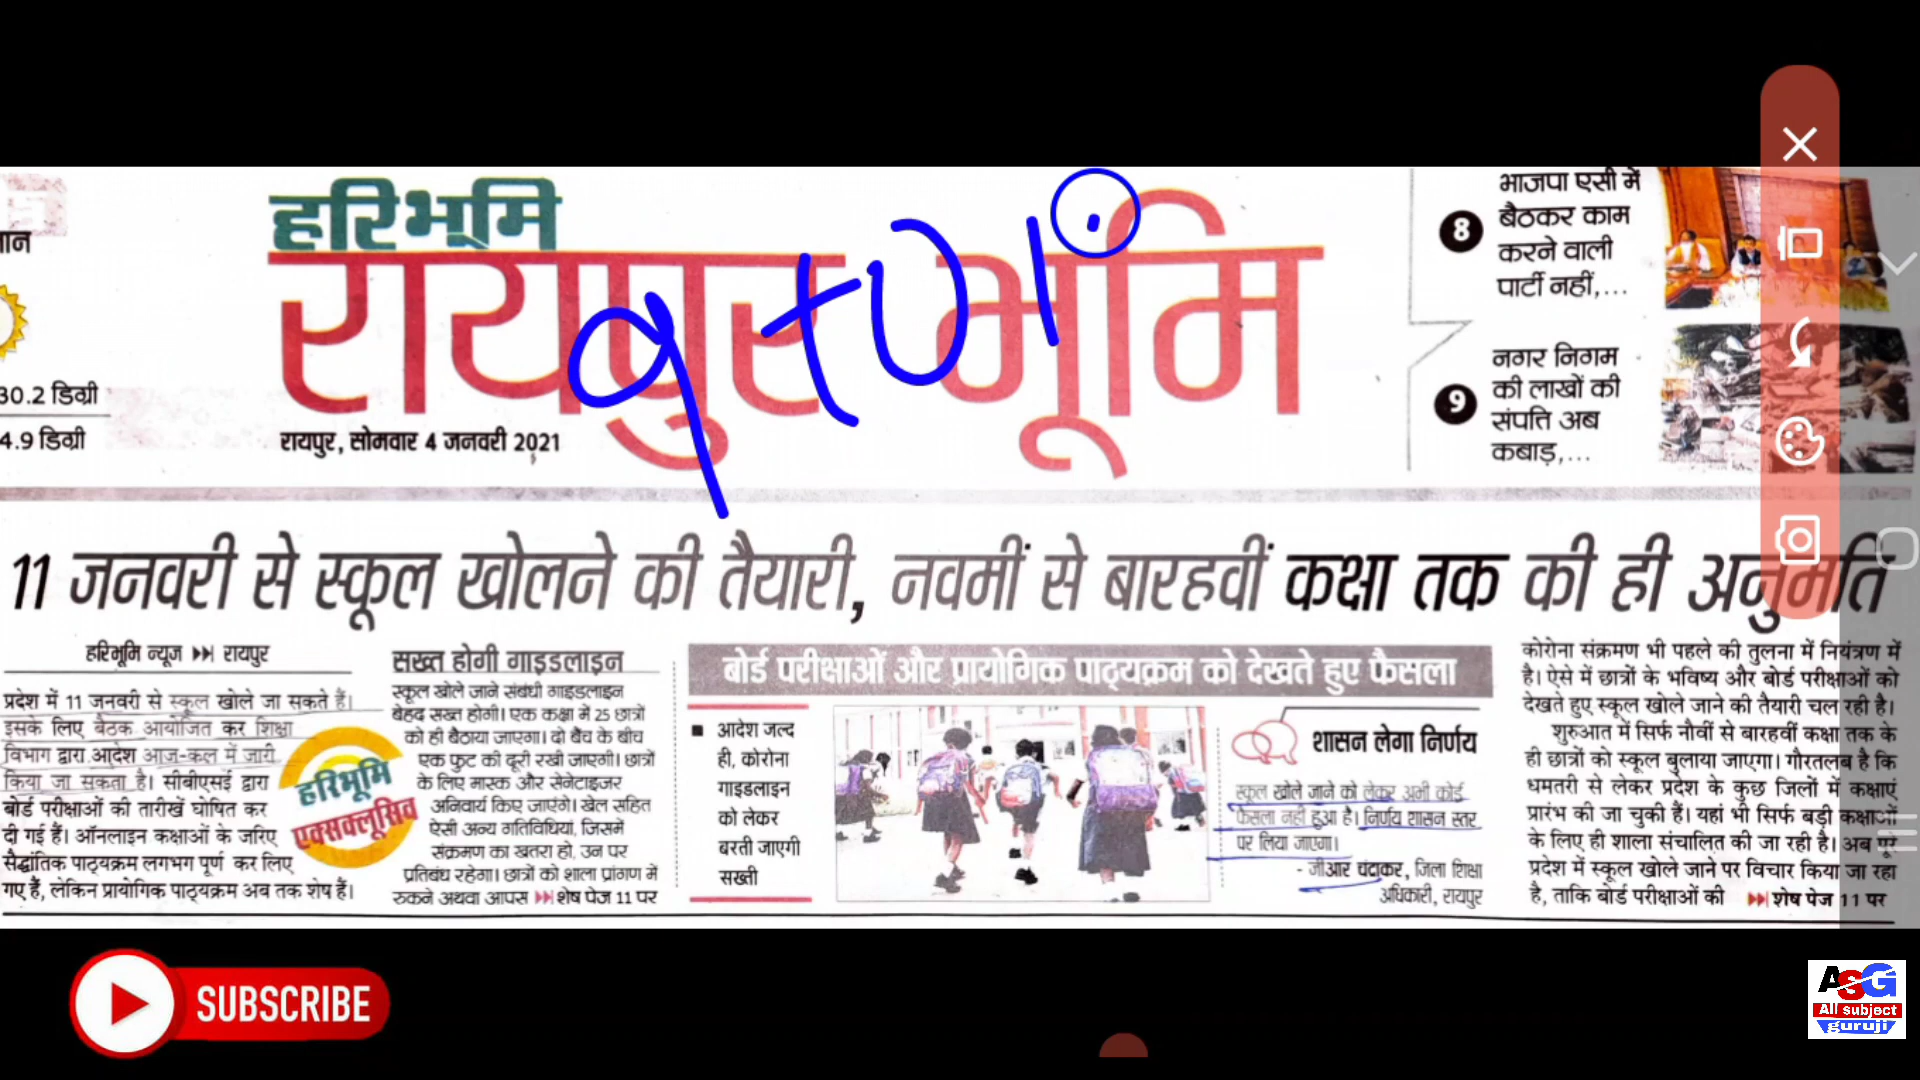 हरिभूमि
रायपुर भूमि
रायपुर, सोमवार 4 जनवरी 2021
30.2 डिग्री
4.9 डिग्री
8
भाजपा एसी में
बैठकर काम
करने वाली
पार्टी नहीं,...
9
नगर निगम
की लाखों की
संपति अब
कबाड़,...
11 जनवरी से स्कूल खोलने की तैयारी, नवमीं से बारहवीं कक्षा तक की ही अनुमति
हरिभूमि न्यूज ▶▶| रायपुर
प्रदेश में 11 जनवरी से स्कूल खोले जा सकते हैं।
इसके लिए बैठक आयोजित कर शिक्षा
विभाग द्वारा आदेश आज-कल में जारी
किया जा सकता है। सीबीएसई द्वारा
बोर्ड परीक्षाओं की तारीखें घोषित कर
दी गई हैं। ऑनलाइन कक्षाओं के जरिए
सैद्धांतिक पाठ्यक्रम लगभग पूर्ण कर लिए
गए हैं, लेकिन प्रायोगिक पाठ्यक्रम अब तक शेष हैं।
हरिभूमि
एक्सक्लूसिव
सख्त होगी गाइडलाइन
स्कूल खोले जाने संबंधी गाइडलाइन
बेहद सख्त होगी। एक कक्षा में 25 छात्रों
को ही बैठाया जाएगा। दो बैंच के बीच
एक फुट की दूरी रखी जाएगी। छात्रों
के लिए मास्क और सेनेटाइजर
अनिवार्य किए जाएंगे। खेल सहित
ऐसी अन्य गतिविधियां, जिसमें
संक्रमण का खतरा हो, उन पर
प्रतिबंध रहेगा। छात्रों को शाला प्रांगण में
रुकने अथवा आपस ▶▶| शेष पेज 11 पर
बोर्ड परीक्षाओं और प्रायोगिक पाठ्यक्रम को देखते हुए फैसला
■ आदेश जल्द
ही, कोरोना
गाइडलाइन
को लेकर
बरती जाएगी
सख्ती
शासन लेगा निर्णय
स्कूल खोले जाने को लेकर अभी कोई
फैसला नहीं हुआ है। निर्णय शासन स्तर
पर लिया जाएगा।
- जीआर चंद्राकर, जिला शिक्षा
अधिकारी, रायपुर
कोरोना संक्रमण भी पहले की तुलना में नियंत्रण में
है। ऐसे में छात्रों के भविष्य और बोर्ड परीक्षाओं को
देखते हुए स्कूल खोले जाने की तैयारी चल रही है।
शुरुआत में सिर्फ नौवीं से बारहवीं कक्षा तक के
ही छात्रों को स्कूल बुलाया जाएगा। गौरतलब है कि
धमतरी से लेकर प्रदेश के कुछ जिलों में कक्षाएं
प्रारंभ की जा चुकी हैं। यहां भी सिर्फ बड़ी कक्षाओं
के लिए ही शाला संचालित की जा रही है। अब पूरे
प्रदेश में स्कूल खोले जाने पर विचार किया जा रहा
है, ताकि बोर्ड परीक्षाओं की ▶▶| शेष पेज 11 पर
SUBSCRIBE
ASG
All subject
guruji